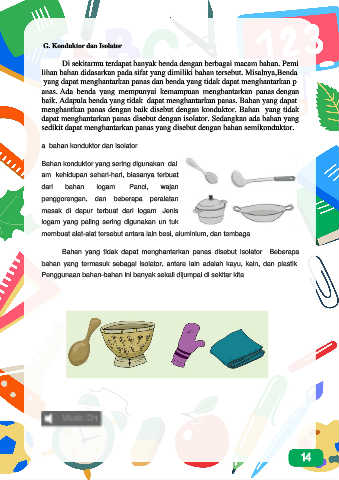 G. Konduktor dan Isolator
Di sekitarmu terdapat banyak benda dengan berbagai macam bahan. Pemi
lihan bahan didasarkan pada sifat yang dimiliki bahan tersebut. Misalnya,Benda
yang dapat menghantarkan panas dan benda yang tidak dapat menghantarkan p
anas. Ada benda yang mempunyai kemampuan menghantarkan panas dengan
baik. Adapula benda yang tidak dapat menghantarkan panas. Bahan yang dapat
menghantarkan panas dengan baik disebut dengan konduktor. Bahan yang tidak
dapat menghantarkan panas disebut dengan isolator. Sedangkan ada bahan yang
sedikit dapat menghantarkan panas yang disebut dengan bahan semikonduktor.
a bahan konduktor dan isolator
Bahan konduktor yang sering digunakan dal
am kehidupan sehari-hari, biasanya terbuat
dari bahan logam Panci, wajan
penggorengan, dan beberapa peralatan
masak di dapur terbuat dari logam Jenis
logam yang paling sering digunakan un tuk
membuat alat-alat tersebut antara lain besi, aluminium, dan tembaga
Bahan yang tidak dapat menghantarkan panas disebut isolator Beberapa
bahan yang termasuk sebagai isolator, antara lain adalah kayu, kain, dan plastik
Penggunaan bahan-bahan ini banyak sekali dijumpai di sekitar kita
Music On
14